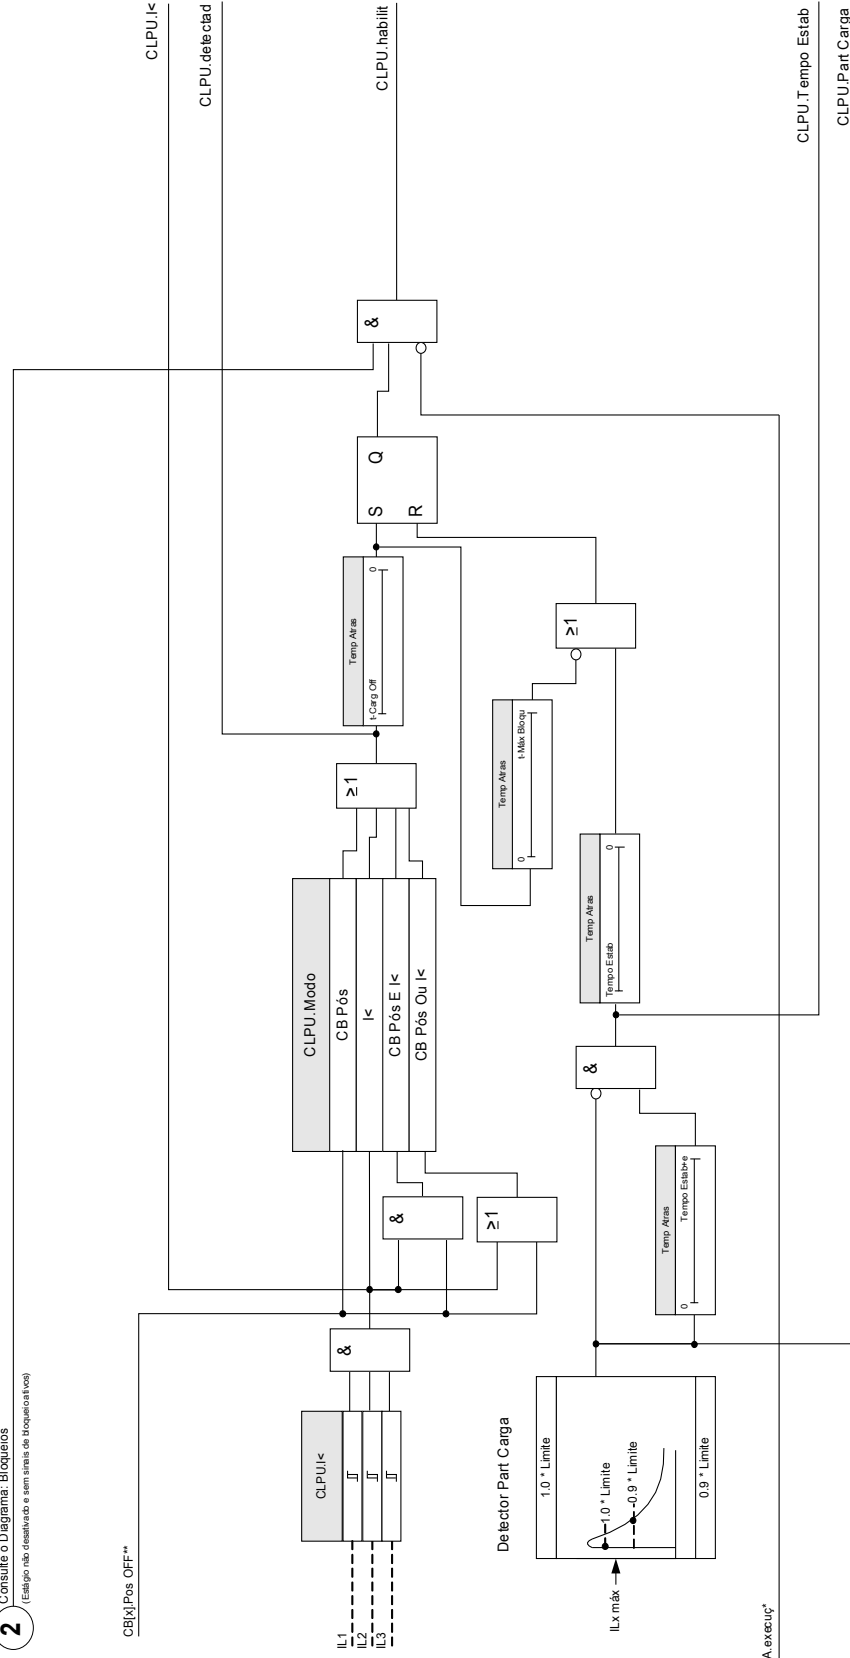 2
Consulte o Diagrama: Bloqueios
(Estágio não desativado e sem sinais de bloqueio ativos)
CLPU.I<
CLPU.detectad
CLPU.habilit
CB[x].Pos OFF**
IL1
IL2
IL3
CLPU.I<
&
&
≥1
CLPU.Modo
CB Pós
I<
CB Pós E I<
CB Pós Ou I<
≥1
Temp Atras
t-Carg Off
0
S
R
Q
&
Temp Atras
0
t-Máx Bloqu
≥1
Detector Part Carga
1.0 * Limite
ILx máx
1.0 * Limite
0.9 * Limite
0.9 * Limite
Temp Atras
0
Tempo Estab+e
&
Temp Atras
Tempo Estab
0
A.execuç*
CLPU.Tempo Estab
CLPU.Part Carga